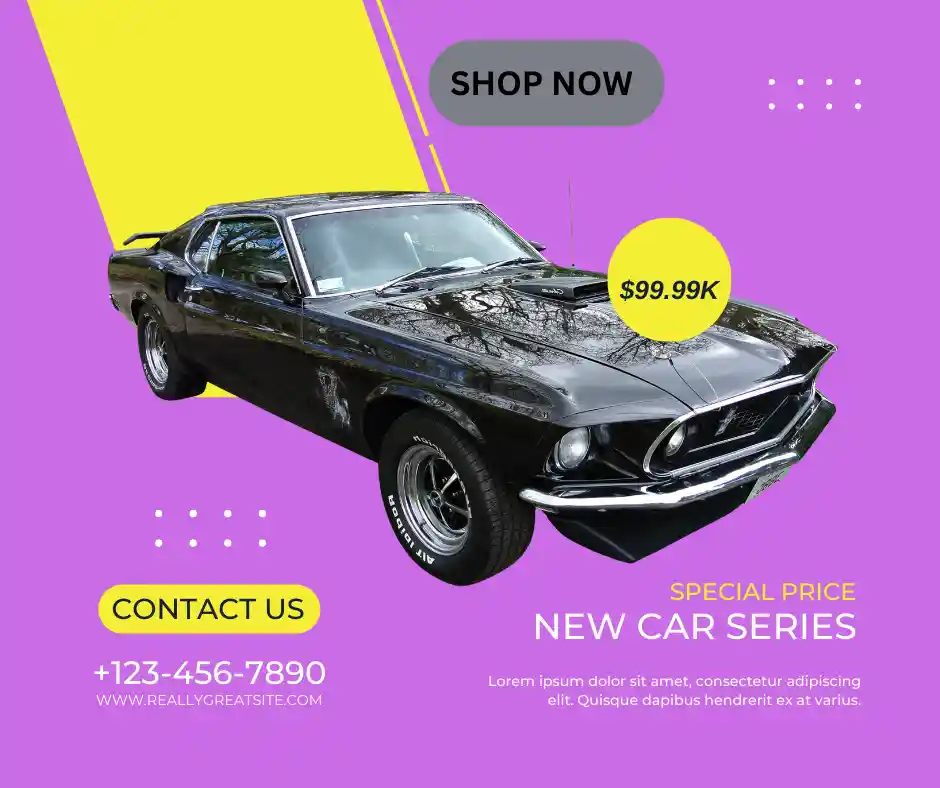 SHOP NOW
$99.99K
CONTACT US
+123-456-7890
WWW.REALLYGREATSITE.COM
SPECIAL PRICE
NEW CAR SERIES
Lorem ipsum dolor sit amet, consectetur adipiscing
elit. Quisque dapibus hendrerit ex at varius.